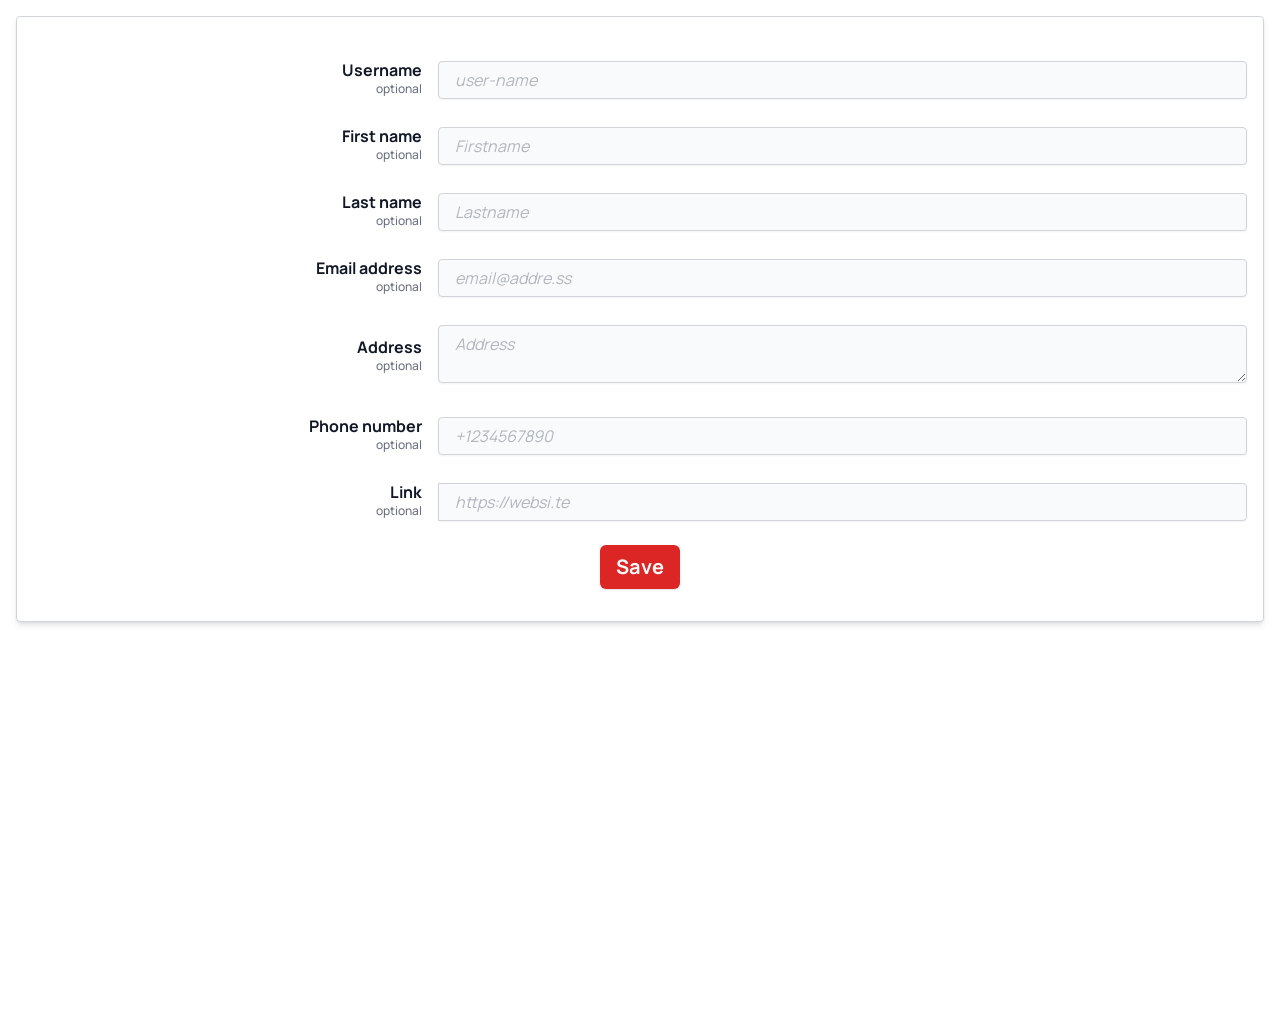 Username
optional
user-name
First name
optional
Firstname
Last name
optional
Lastname
Email address
optional
email@addre.ss
Address
optional
Address
Phone number
optional
+1234567890
Link
optional
https://websi.te
Save